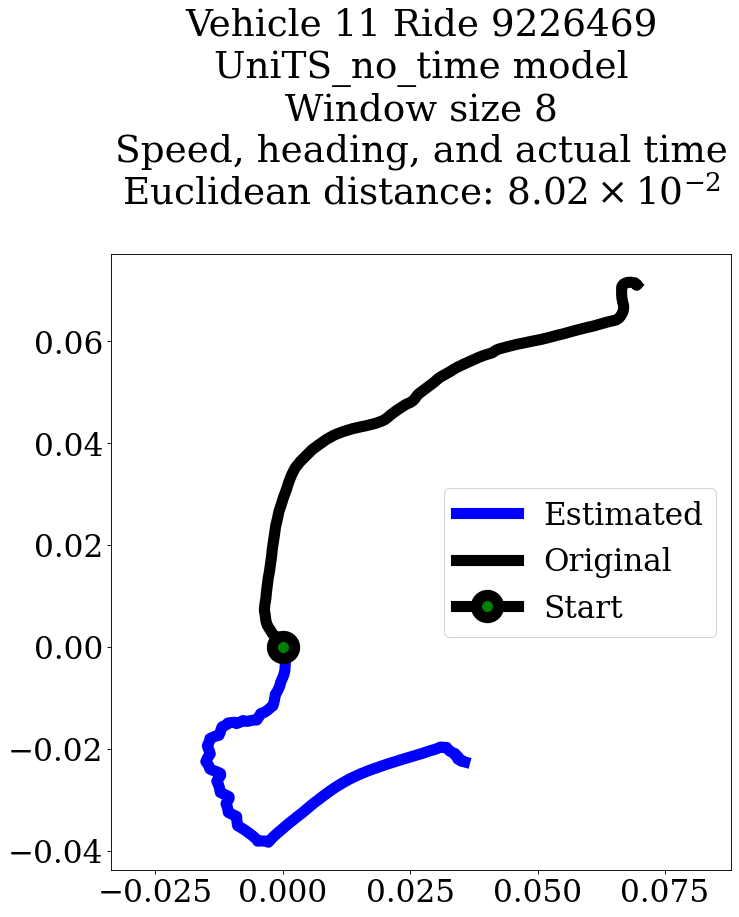 Vehicle 11 Ride 9226469
UniTS_no_time model
Window size 8
Speed, heading, and actual time
Euclidean distance: 8.02 × 10⁻²
0.06
0.04
0.02
0.00
−0.02
−0.04
Estimated
Original
Start
−0.025 0.000 0.025 0.050 0.075